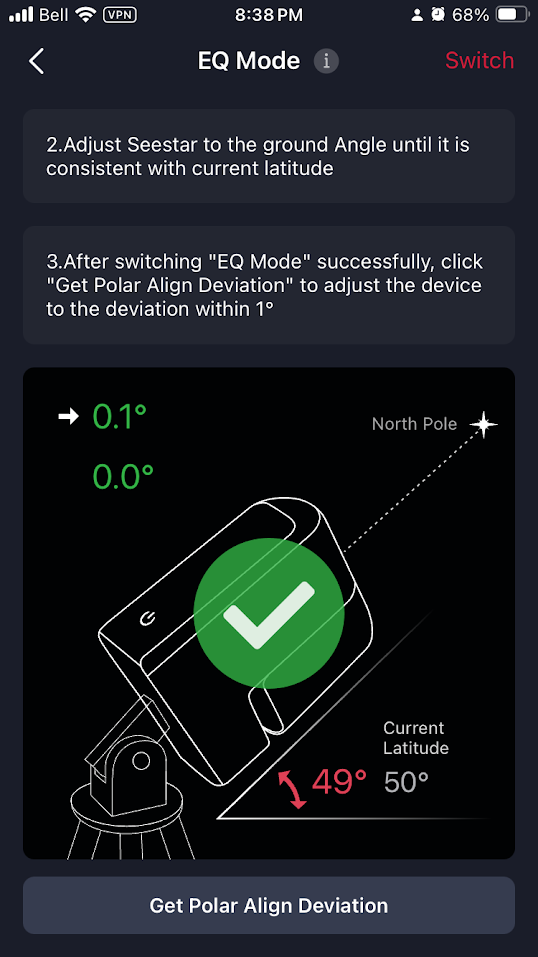 Bell VPN 8:38 PM 68%
EQ Mode i Switch
2.Adjust Seestar to the ground Angle until it is
consistent with current latitude
3.After switching "EQ Mode" successfully, click
"Get Polar Align Deviation" to adjust the device
to the deviation within 1°
0.1°
North Pole
0.0°
Current
Latitude
49° 50°
Get Polar Align Deviation